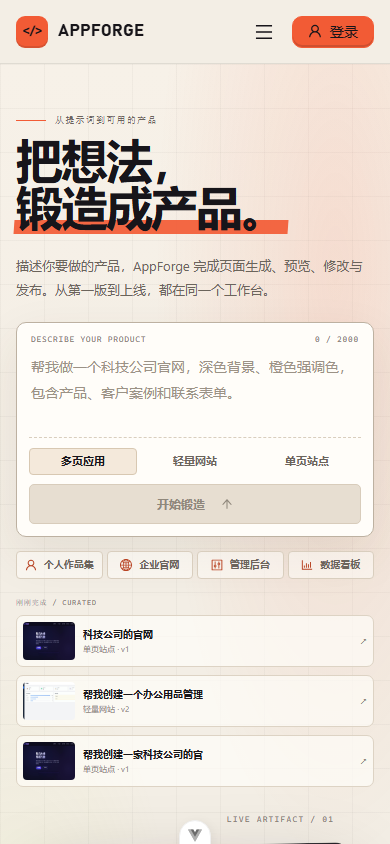 </> APPFORGE
登录
从提示词到可用的产品
把想法，
锻造成产品。
描述你要做的产品，AppForge 完成页面生成、预览、修改与
发布。从第一版到上线，都在同一个工作台。
DESCRIBE YOUR PRODUCT 0 / 2000
帮我做一个科技公司官网，深色背景、橙色强调色，
包含产品、客户案例和联系表单。
多页应用 轻量网站 单页站点
开始锻造 ↑
个人作品集 企业官网 管理后台 数据看板
刚刚完成 / CURATED
科技公司的官网
单页站点 · v1
↗
帮我创建一个办公用品管理
轻量网站 · v2
↗
帮我创建一家科技公司的官
单页站点 · v1
↗
LIVE ARTIFACT / 01